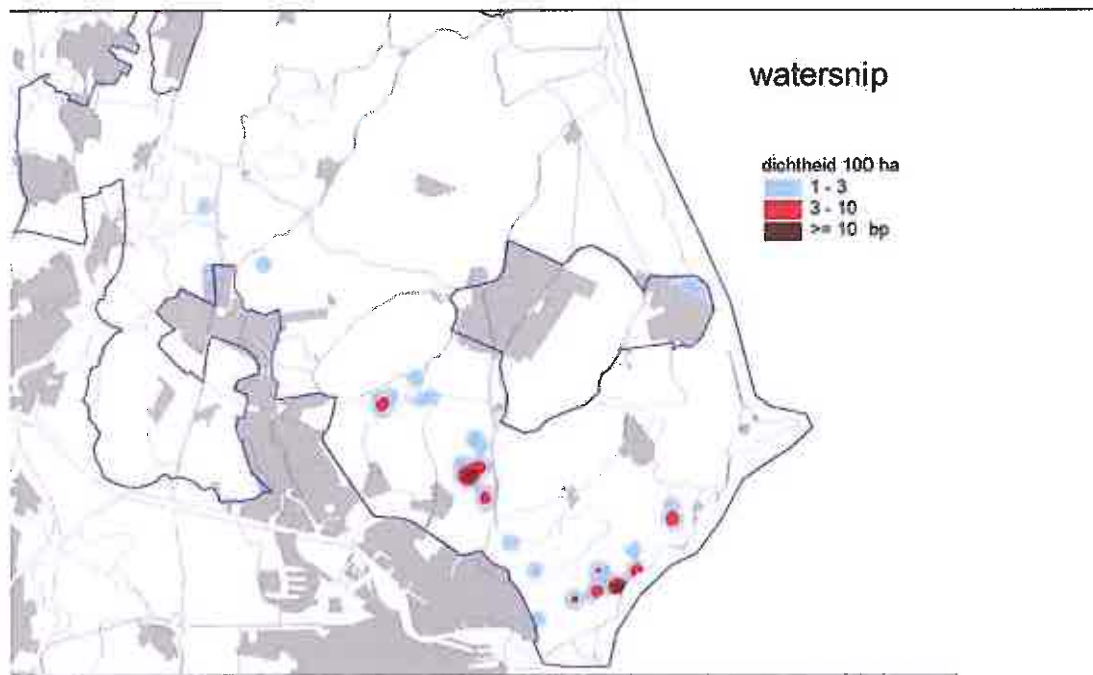 watersnip
dichtheid 100 ha
1 - 3
3 - 10
>= 10 bp